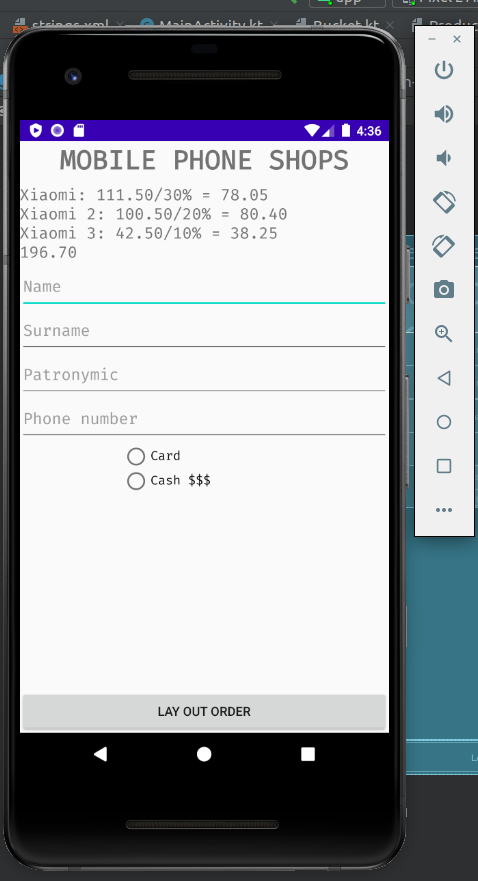 strings.xml
MainActivity.kt
Bucket.kt
4:36
MOBILE PHONE SHOPS
Xiaomi: 111.50/30% = 78.05
Xiaomi 2: 100.50/20% = 80.40
Xiaomi 3: 42.50/10% = 38.25
196.70
Name
Surname
Patronymic
Phone number
Card
Cash $$$
LAY OUT ORDER